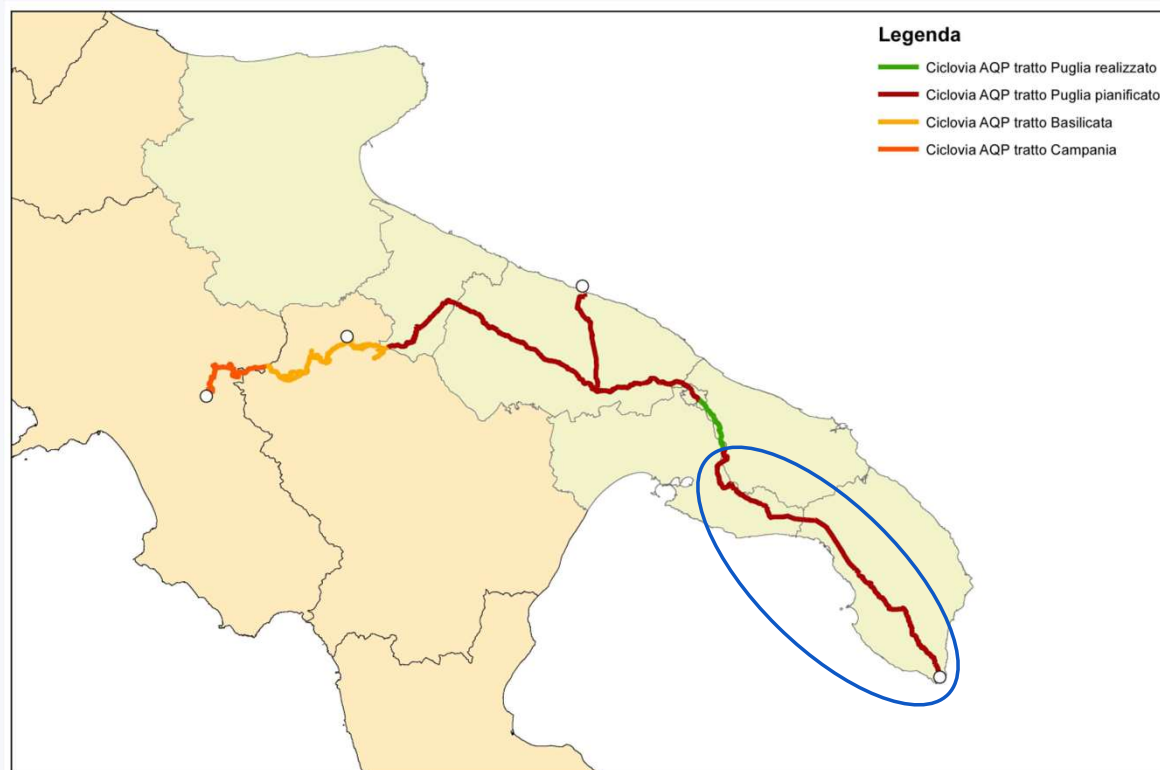 Legenda
Ciclovia AQP tratto Puglia realizzato
Ciclovia AQP tratto Puglia pianificato
Ciclovia AQP tratto Basilicata
Ciclovia AQP tratto Campania